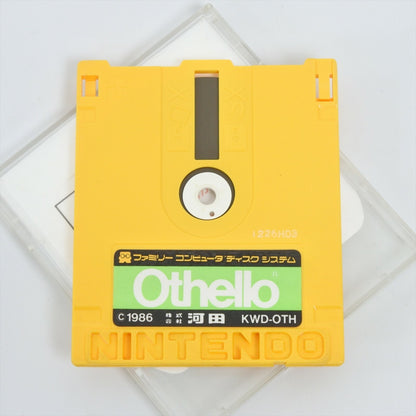 1226HD3
ファミリー コンピュータ ディスク システム
Othello®
© 1986 株式会社 河田 KWD-OTH
NINTENDO